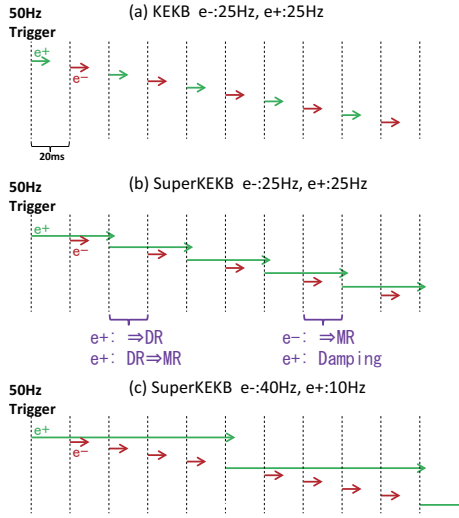 (a) KEKB e-:25Hz, e+:25Hz
50Hz
Trigger
e+
e−
20ms
(b) SuperKEKB e-:25Hz, e+:25Hz
50Hz
Trigger
e+
e−
e+: ⇒DR
e+: DR⇒MR
e-: ⇒MR
e+: Damping
(c) SuperKEKB e-:40Hz, e+:10Hz
50Hz
Trigger
e+
e−